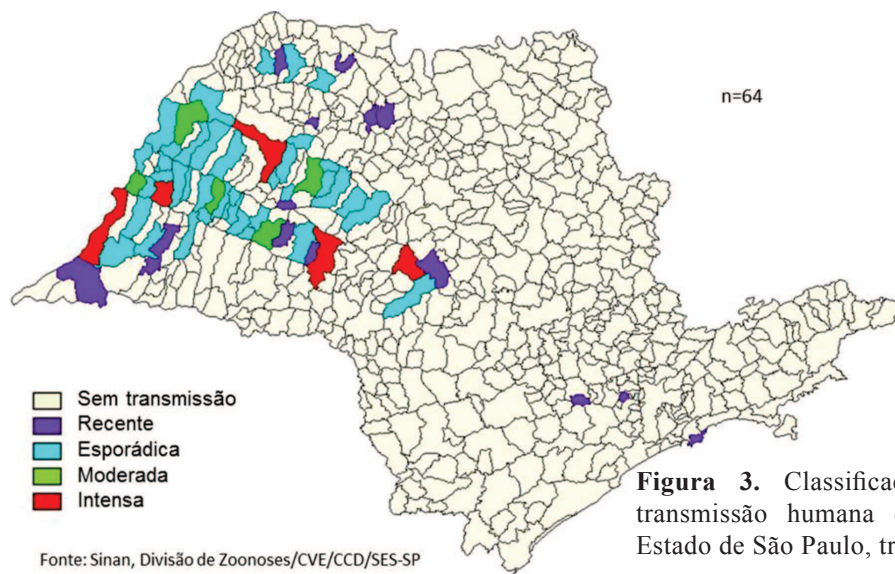 n=64
Sem transmissão
Recente
Esporádica
Moderada
Intensa
Figura 3. Classificaç
transmissão humana
Estado de São Paulo, tr
Fonte: Sinan, Divisão de Zoonoses/CVE/CCD/SES-SP